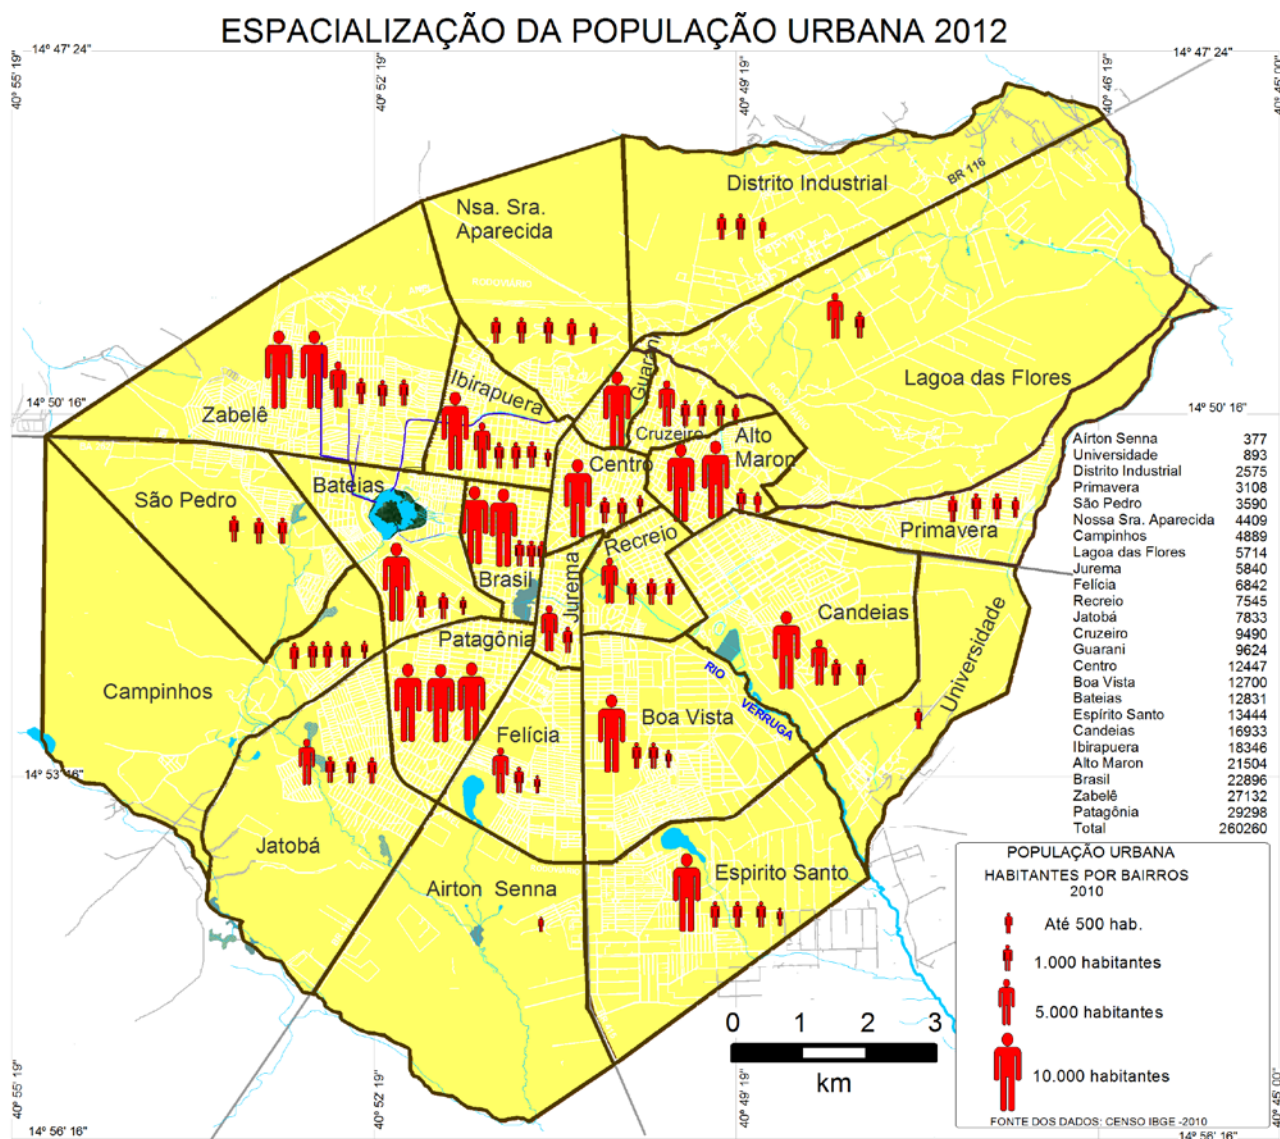 ESPACIALIZAÇÃO DA POPULAÇÃO URBANA 2012
14º 47' 24"
14º 47' 24"
40º 55' 19"
40º 52' 19"
40º 49' 19"
40º 46' 19"
40º 45' 00"
Distrito Industrial
BR 116
Nsa. Sra.
Aparecida
Lagoa das Flores
Guarani
Ibirapuera
Zabelê
14º 50' 16"
14º 50' 16"
Cruzeiro
Alto
Maron
Centro
Bateias
São Pedro
Primavera
Recreio
Brasil
Jurema
Candeias
Universidade
Patagônia
RIO
VERRUGA
Campinhos
Boa Vista
Felícia
14º 53' 16"
Jatobá
Airton Senna
Espirito Santo
Aírton Senna 377
Universidade 893
Distrito Industrial 2575
Primavera 3108
São Pedro 3590
Nossa Sra. Aparecida 4409
Campinhos 4889
Lagoa das Flores 5714
Jurema 5840
Felícia 6842
Recreio 7545
Jatobá 7833
Cruzeiro 9490
Guarani 9624
Centro 12447
Boa Vista 12700
Bateias 12831
Espírito Santo 13444
Candeias 16933
Ibirapuera 18346
Alto Maron 21504
Brasil 22896
Zabelê 27132
Patagônia 29298
Total 260260
POPULAÇÃO URBANA
HABITANTES POR BAIRROS
2010
Até 500 hab.
1.000 habitantes
5.000 habitantes
10.000 habitantes
FONTE DOS DADOS: CENSO IBGE -2010
0 1 2 3
km
40º 55' 19"
40º 52' 19"
40º 49' 19"
40º 45' 00"
14º 56' 16"
14º 56' 16"